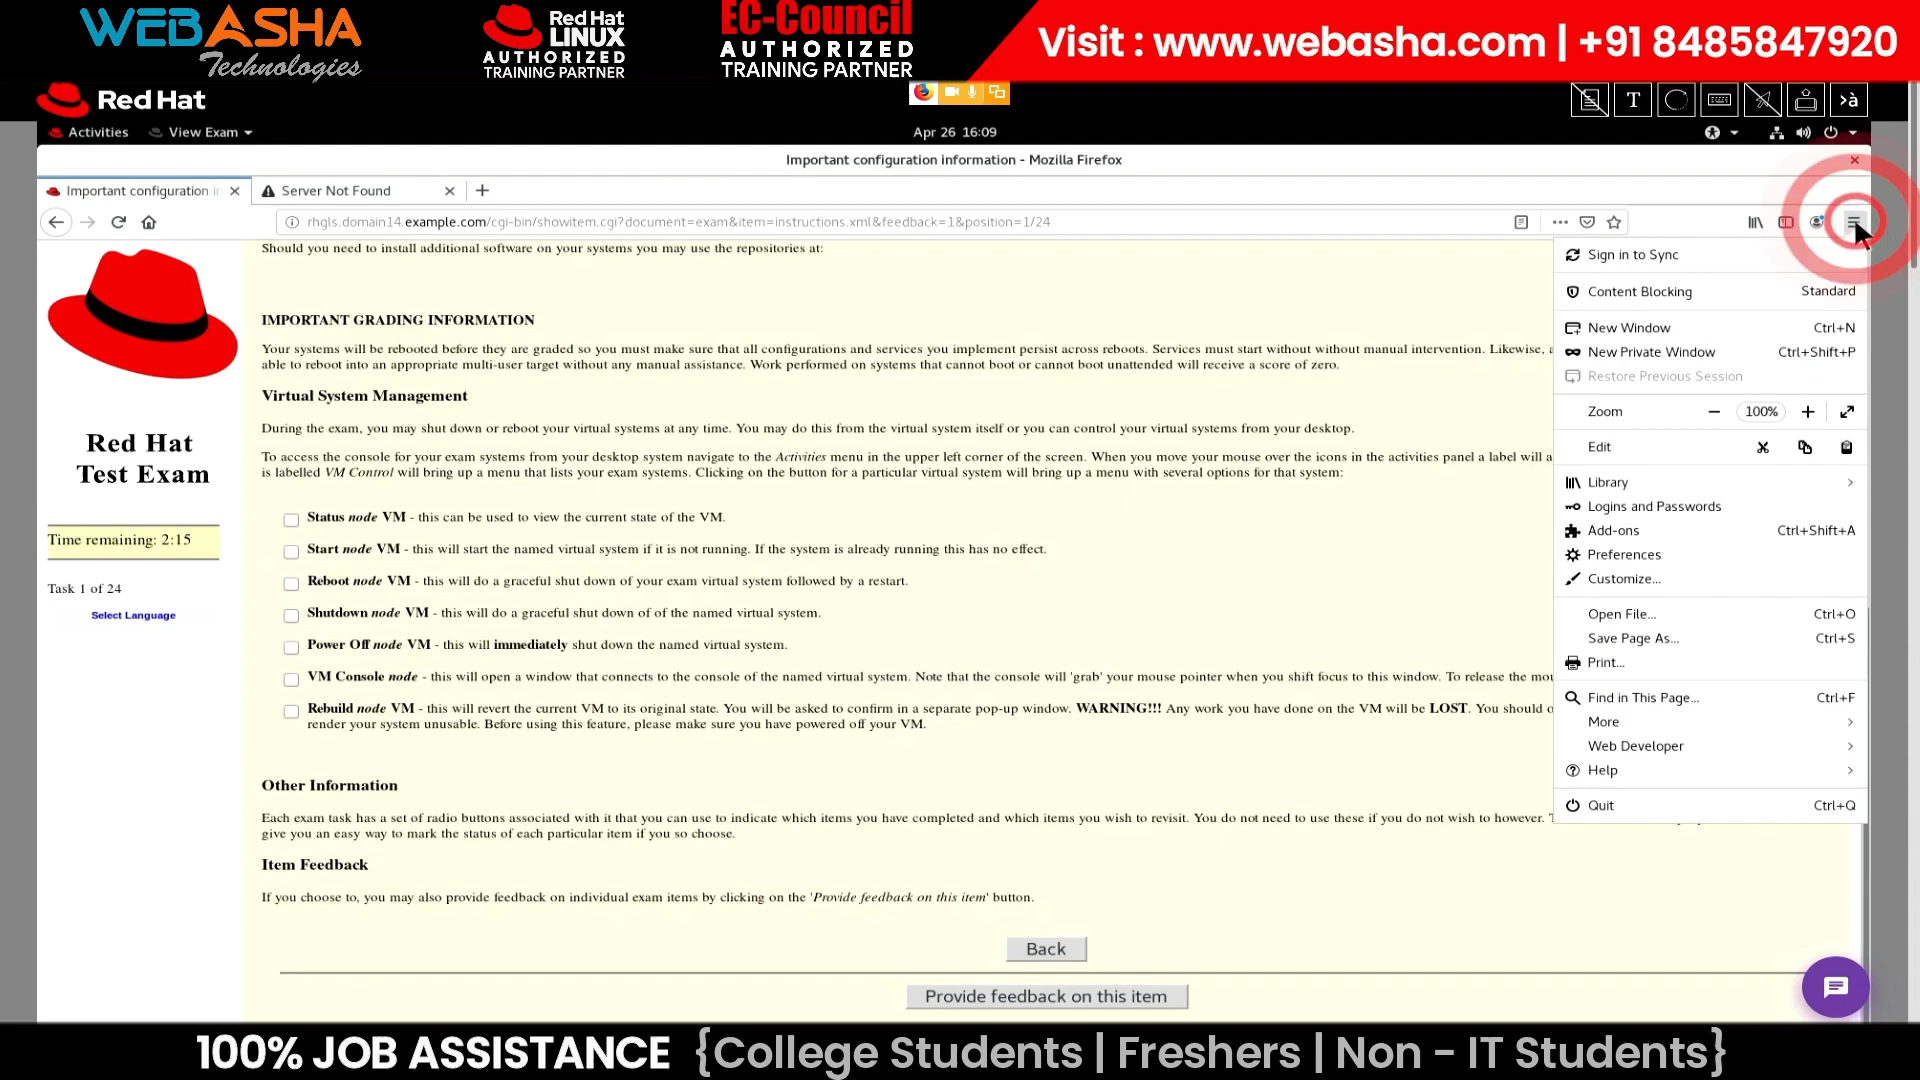 WEBASHA
Technologies
Red Hat
LINUX
AUTHORIZED
TRAINING PARTNER
EC-Council
AUTHORIZED
TRAINING PARTNER
Visit : www.webasha.com | +91 8485847920
Red Hat
T
>à
Activities
View Exam
Apr 26 16:09
Important configuration information - Mozilla Firefox
Important configuration in
Server Not Found
rhgls.domain14.example.com/cgi-bin/showitem.cgi?document=exam&item=instructions.xml&feedback=1&position=1/24
Should you need to install additional software on your systems you may use the repositories at:
IMPORTANT GRADING INFORMATION
Your systems will be rebooted before they are graded so you must make sure that all configurations and services you implement persist across reboots. Services must start without without manual intervention. Likewise, a
able to reboot into an appropriate multi-user target without any manual assistance. Work performed on systems that cannot boot or cannot boot unattended will receive a score of zero.
Virtual System Management
During the exam, you may shut down or reboot your virtual systems at any time. You may do this from the virtual system itself or you can control your virtual systems from your desktop.
To access the console for your exam systems from your desktop system navigate to the Activities menu in the upper left corner of the screen. When you move your mouse over the icons in the activities panel a label will a
is labelled VM Control will bring up a menu that lists your exam systems. Clicking on the button for a particular virtual system will bring up a menu with several options for that system:
Status node VM - this can be used to view the current state of the VM.
Start node VM - this will start the named virtual system if it is not running. If the system is already running this has no effect.
Reboot node VM - this will do a graceful shut down of your exam virtual system followed by a restart.
Shutdown node VM - this will do a graceful shut down of of the named virtual system.
Power Off node VM - this will immediately shut down the named virtual system.
VM Console node - this will open a window that connects to the console of the named virtual system. Note that the console will 'grab' your mouse pointer when you shift focus to this window. To release the mou
Rebuild node VM - this will revert the current VM to its original state. You will be asked to confirm in a separate pop-up window. WARNING!!! Any work you have done on the VM will be LOST. You should o
render your system unusable. Before using this feature, please make sure you have powered off your VM.
Other Information
Each exam task has a set of radio buttons associated with it that you can use to indicate which items you have completed and which items you wish to revisit. You do not need to use these if you do not wish to however. T
give you an easy way to mark the status of each particular item if you so choose.
Item Feedback
If you choose to, you may also provide feedback on individual exam items by clicking on the 'Provide feedback on this item' button.
Back
Provide feedback on this item
Red Hat
Test Exam
Time remaining: 2:15
Task 1 of 24
Select Language
Sign in to Sync
Content Blocking Standard
New Window Ctrl+N
New Private Window Ctrl+Shift+P
Restore Previous Session
Zoom 100%
Edit
Library
Logins and Passwords
Add-ons Ctrl+Shift+A
Preferences
Customize...
Open File... Ctrl+O
Save Page As... Ctrl+S
Print...
Find in This Page... Ctrl+F
More
Web Developer
Help
Quit Ctrl+Q
100% JOB ASSISTANCE {College Students | Freshers | Non - IT Students}